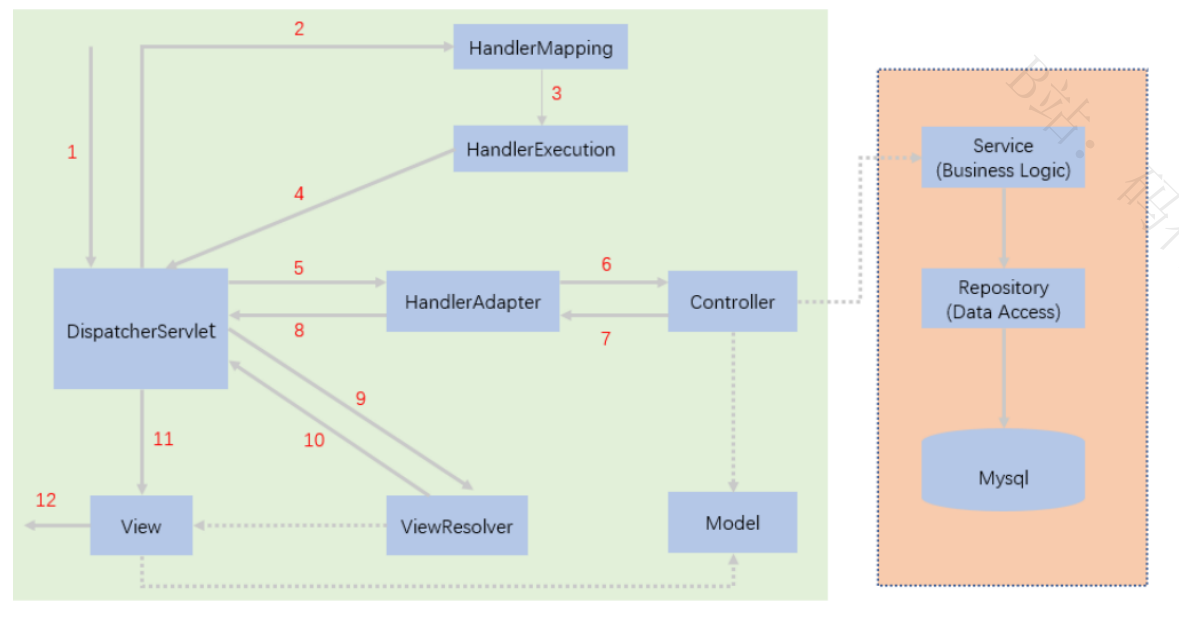 2
HandlerMapping
3
1
HandlerExecution
4
Service
(Business Logic)
5
6
HandlerAdapter
Controller
DispatcherServlet
8
7
Repository
(Data Access)
9
10
11
12
View
ViewResolver
Model
Mysql
B站：码